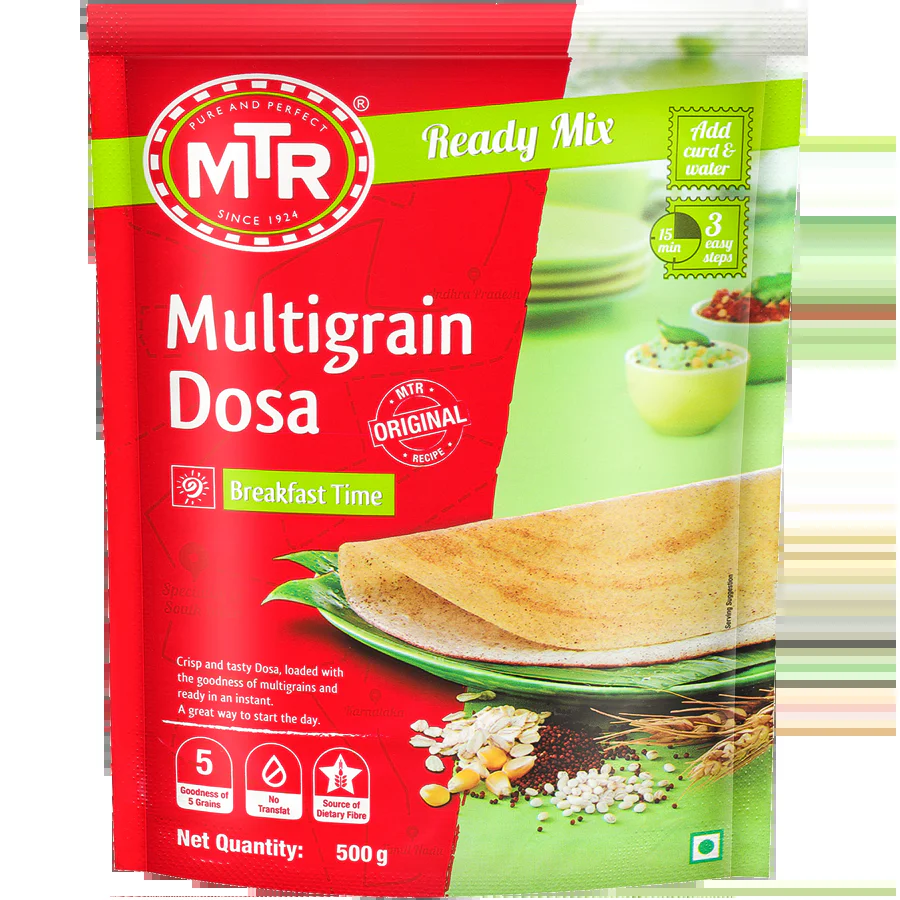 PURE AND PERFECT
MTR
®
SINCE 1924
Ready Mix
Add
curd &
water
15
min
3
easy
steps
Andhra Pradesh
Multigrain
Dosa
MTR
ORIGINAL
RECIPE
Breakfast Time
Serving Suggestion
Crisp and tasty Dosa, loaded with
the goodness of multigrains and
ready in an instant.
A great way to start the day.
5
Goodness of
5 Grains
No
Transfat
Source of
Dietary Fibre
Net Quantity: 500 g